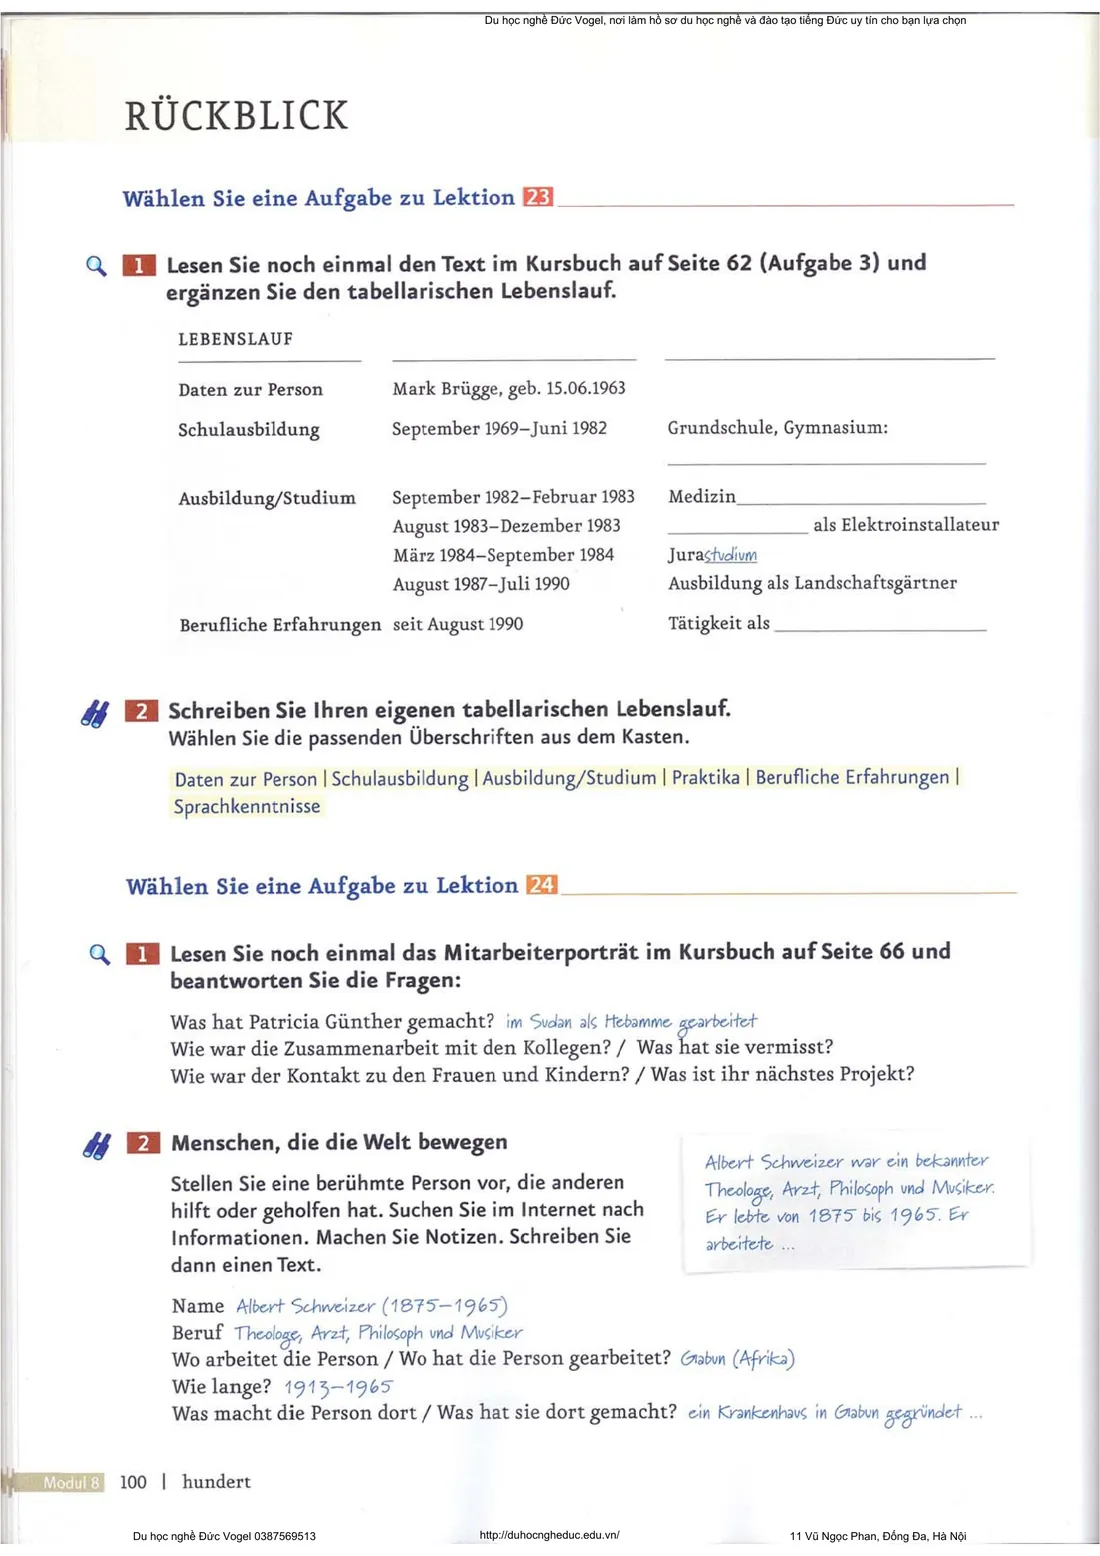 Du học nghề Đức Vogel, nơi làm hồ sơ du học nghề và đào tạo tiếng Đức uy tín cho bạn lựa chọn
RÜCKBLICK
Wählen Sie eine Aufgabe zu Lektion 23
1 Lesen Sie noch einmal den Text im Kursbuch auf Seite 62 (Aufgabe 3) und
ergänzen Sie den tabellarischen Lebenslauf.
LEBENSLAUF
Daten zur Person Mark Brügge, geb. 15.06.1963
Schulausbildung September 1969–Juni 1982 Grundschule, Gymnasium:
Ausbildung/Studium September 1982–Februar 1983 Medizin
August 1983–Dezember 1983 als Elektroinstallateur
März 1984–September 1984 Jurastudium
August 1987–Juli 1990 Ausbildung als Landschaftsgärtner
Berufliche Erfahrungen seit August 1990 Tätigkeit als
2 Schreiben Sie Ihren eigenen tabellarischen Lebenslauf.
Wählen Sie die passenden Überschriften aus dem Kasten.
Daten zur Person | Schulausbildung | Ausbildung/Studium | Praktika | Berufliche Erfahrungen |
Sprachkenntnisse
Wählen Sie eine Aufgabe zu Lektion 24
1 Lesen Sie noch einmal das Mitarbeiterporträt im Kursbuch auf Seite 66 und
beantworten Sie die Fragen:
Was hat Patricia Günther gemacht? im Sudan als Hebamme gearbeitet
Wie war die Zusammenarbeit mit den Kollegen? / Was hat sie vermisst?
Wie war der Kontakt zu den Frauen und Kindern? / Was ist ihr nächstes Projekt?
2 Menschen, die die Welt bewegen
Stellen Sie eine berühmte Person vor, die anderen
hilft oder geholfen hat. Suchen Sie im Internet nach
Informationen. Machen Sie Notizen. Schreiben Sie
dann einen Text.
Albert Schweizer war ein bekannter
Theologe, Arzt, Philosoph und Musiker.
Er lebte von 1875 bis 1965. Er
arbeitete ...
Name Albert Schweizer (1875–1965)
Beruf Theologe, Arzt, Philosoph und Musiker
Wo arbeitet die Person / Wo hat die Person gearbeitet? Gabun (Afrika)
Wie lange? 1913–1965
Was macht die Person dort / Was hat sie dort gemacht? ein Krankenhaus in Gabun gegründet ...
Modul 8 100 | hundert
Du học nghề Đức Vogel 0387569513 http://duhocngheduc.edu.vn/ 11 Vũ Ngọc Phan, Đống Đa, Hà Nội